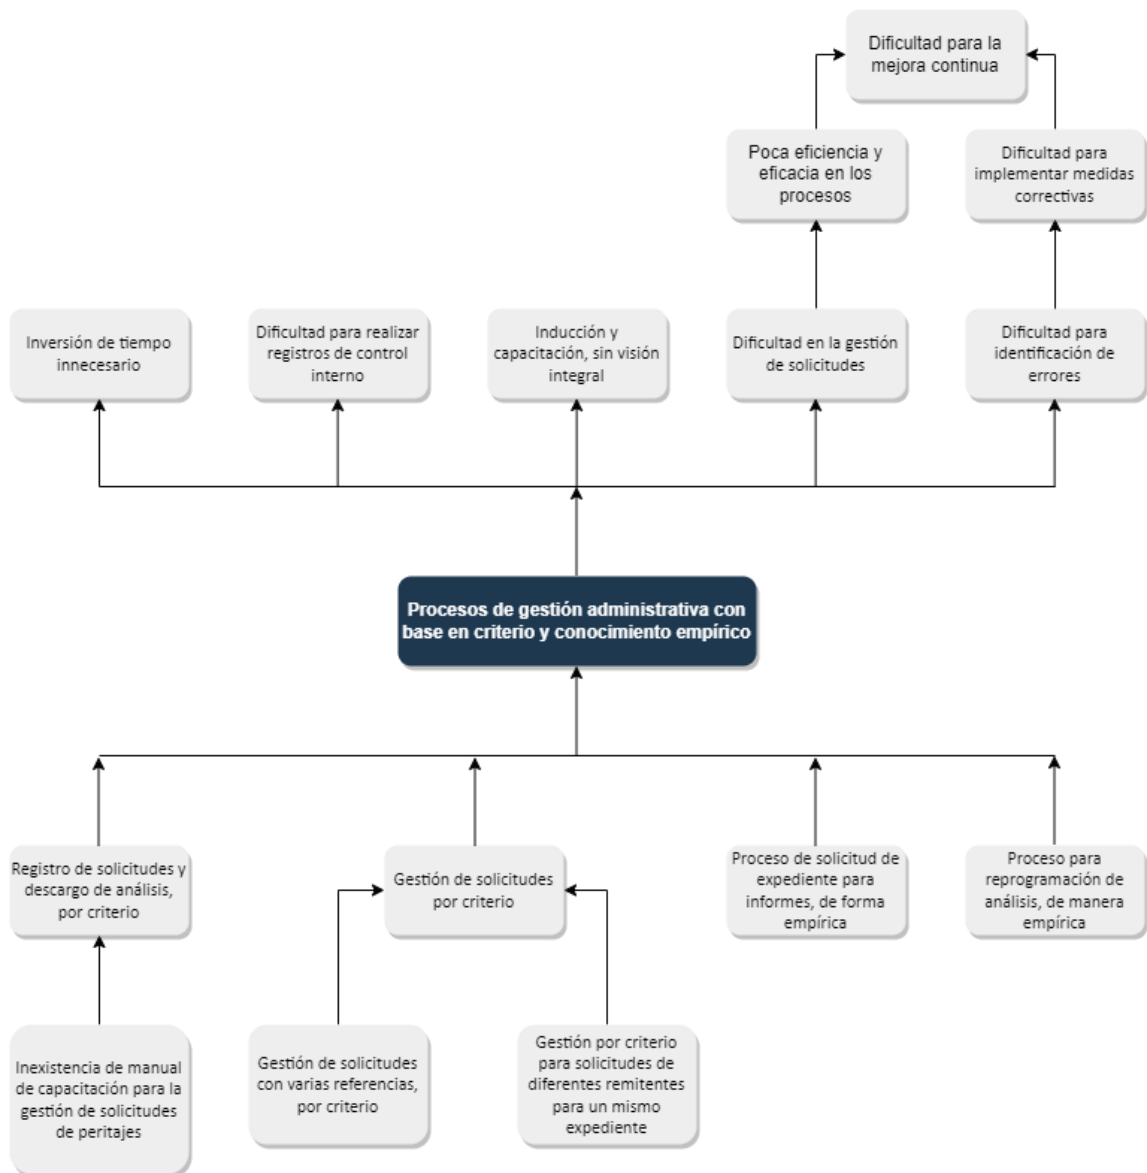 Dificultad para la
mejora continua
Poca eficiencia y
eficacia en los
procesos
Dificultad para
implementar medidas
correctivas
Inversión de tiempo
innecesario
Dificultad para realizar
registros de control
interno
Inducción y
capacitación, sin visión
integral
Dificultad en la gestión
de solicitudes
Dificultad para
identificación de
errores
Procesos de gestión administrativa con
base en criterio y conocimiento empírico
Registro de solicitudes y
descargo de análisis,
por criterio
Gestión de solicitudes
por criterio
Proceso de solicitud de
expediente para
informes, de forma
empírica
Proceso para
reprogramación de
análisis, de manera
empírica
Inexistencia de manual
de capacitación para la
gestión de solicitudes
de peritajes
Gestión de solicitudes
con varias referencias,
por criterio
Gestión por criterio
para solicitudes de
diferentes remitentes
para un mismo
expediente